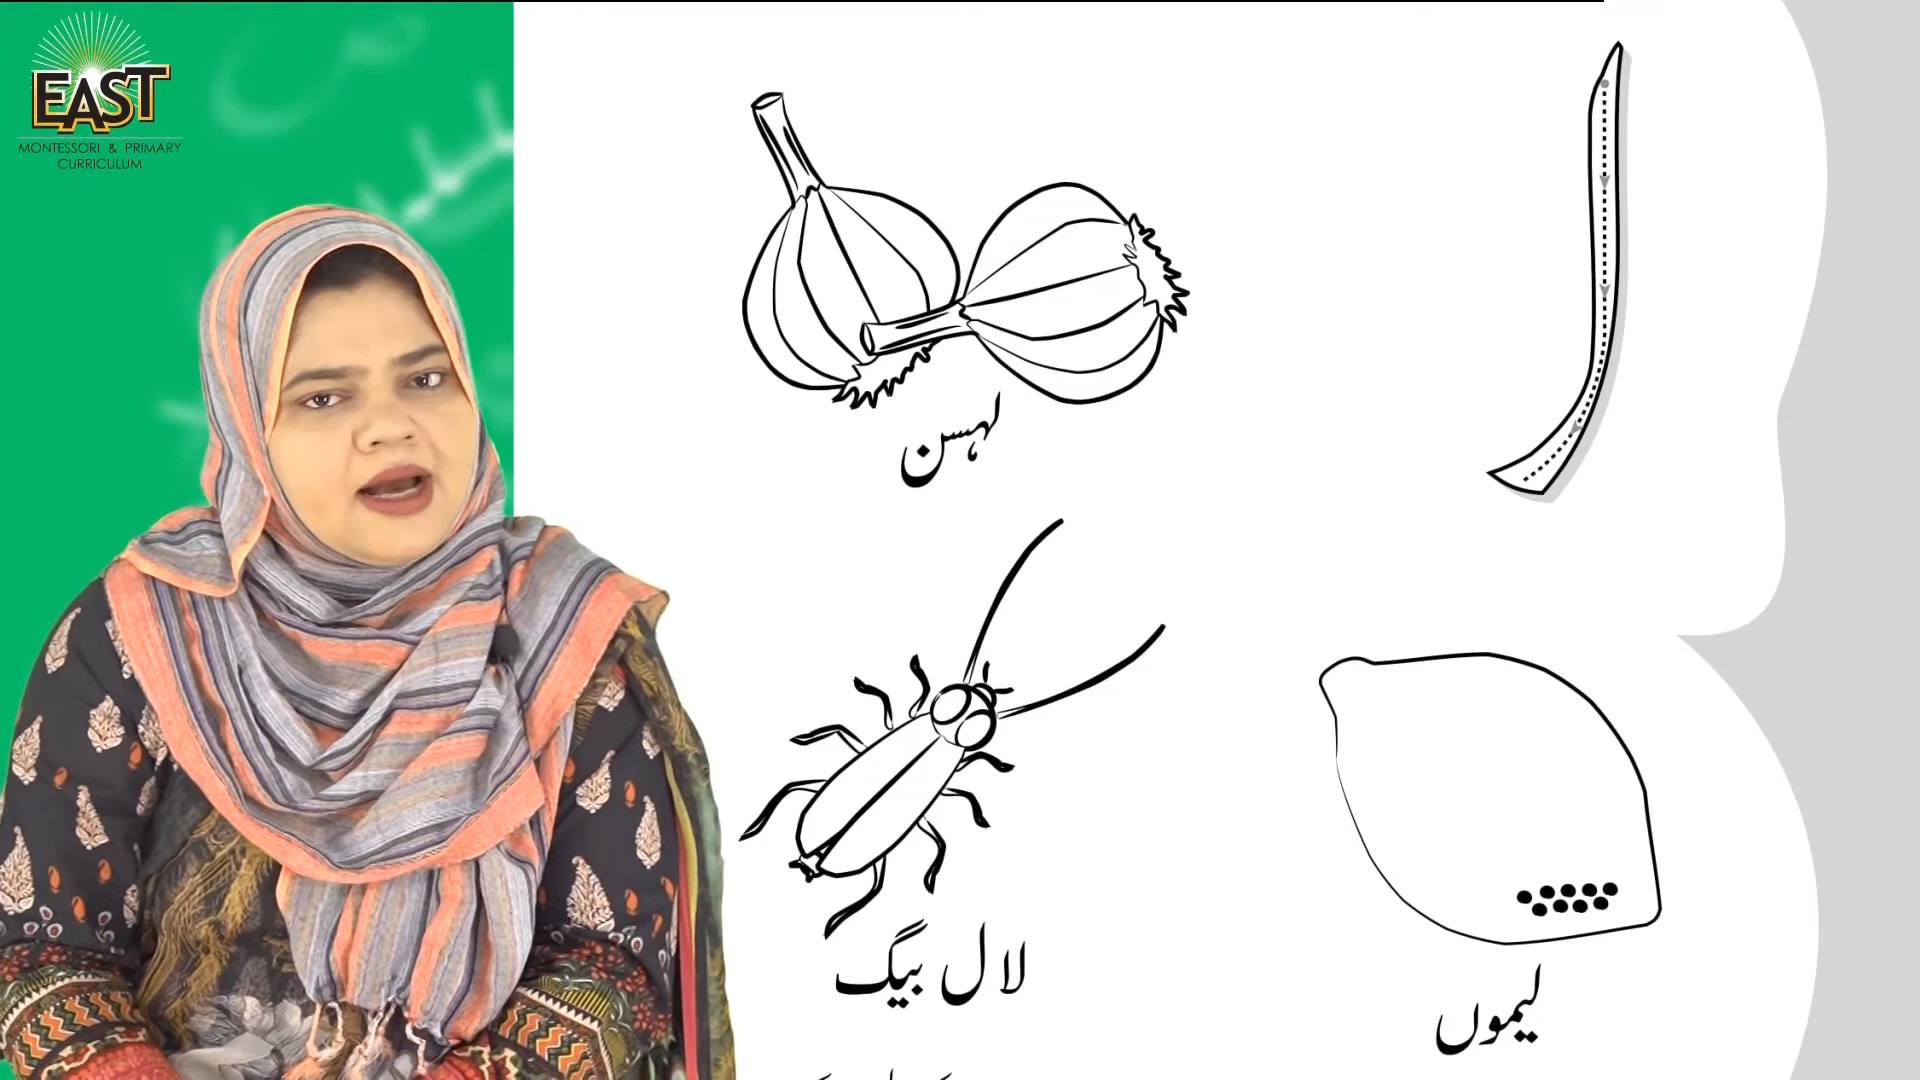 EAST
MONTESSORI & PRIMARY
CURRICULUM
لہسن
لال بیگ
لیموں